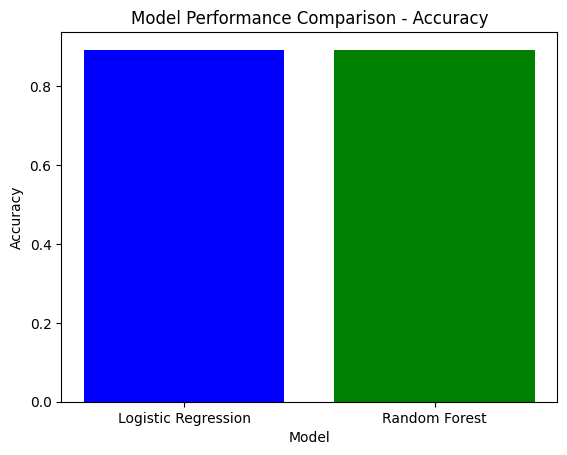 Model Performance Comparison - Accuracy
0.8
0.6
0.4
0.2
0.0
Accuracy
Logistic Regression Random Forest
Model